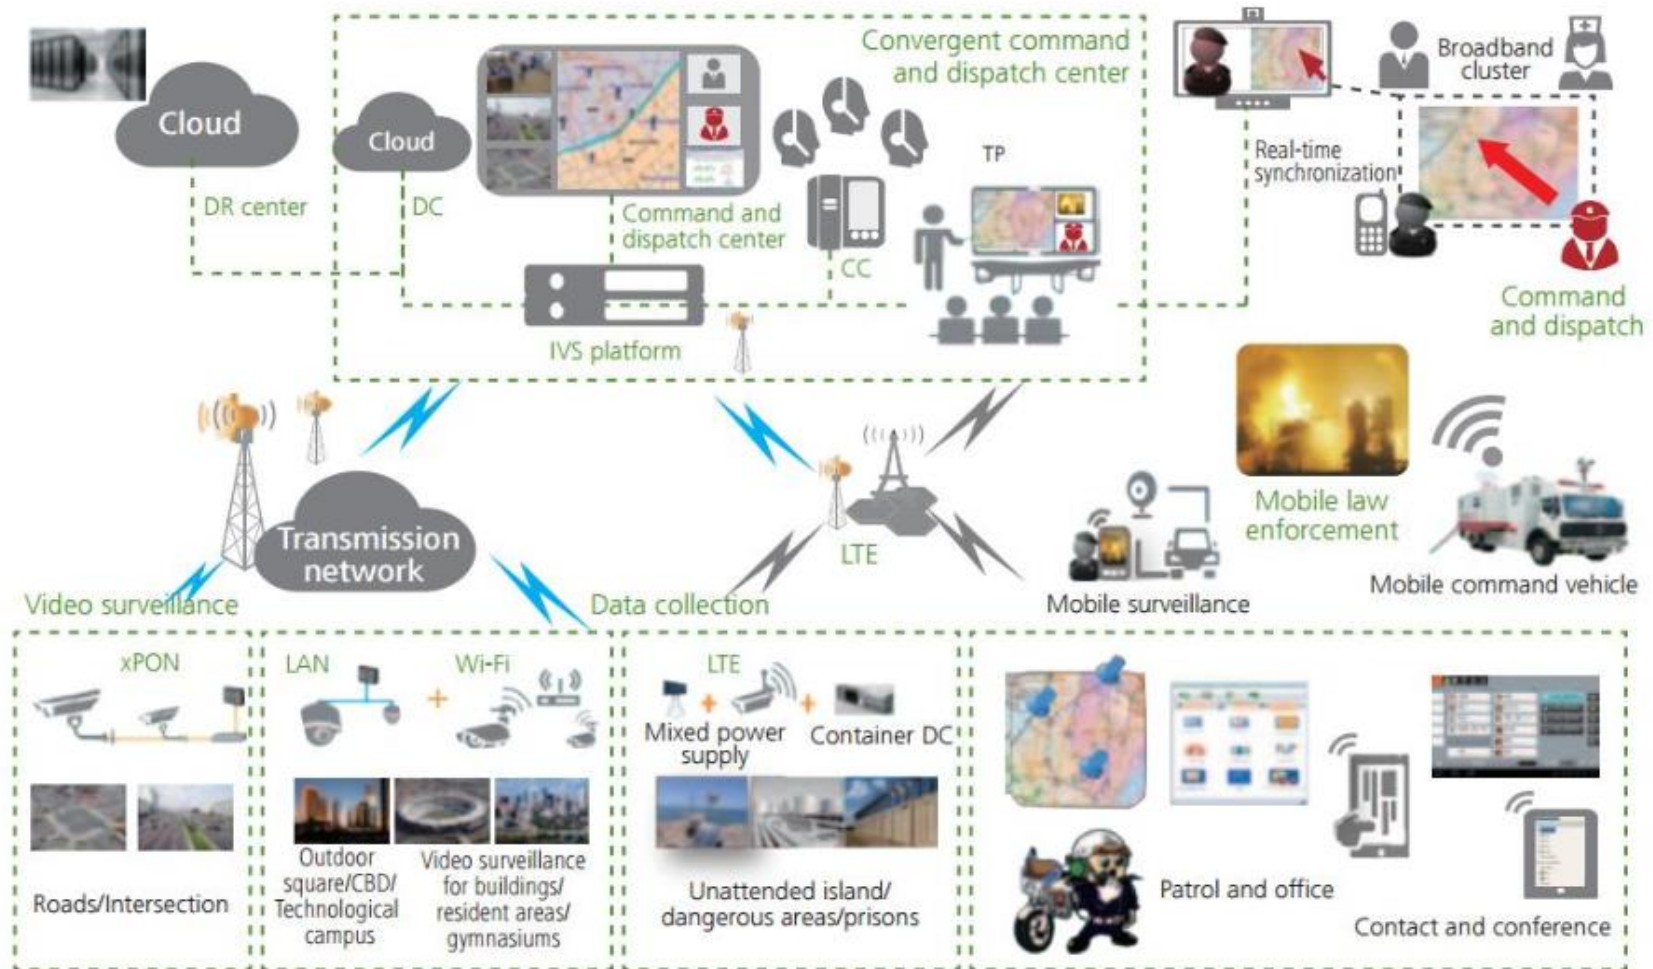 Convergent command
and dispatch center
Cloud
Cloud
DR center
DC
Command and
dispatch center
TP
CC
IVS platform
Broadband
cluster
Real-time
synchronization
Command
and dispatch
Transmission
network
LTE
Mobile law
enforcement
Mobile surveillance
Mobile command vehicle
Video surveillance
Data collection
xPON
Roads/Intersection
LAN
Wi-Fi
Outdoor
square/CBD/
Technological
campus
Video surveillance
for buildings/
resident areas/
gymnasiums
LTE
Mixed power
supply
Container DC
Unattended island/
dangerous areas/prisons
Patrol and office
Contact and conference